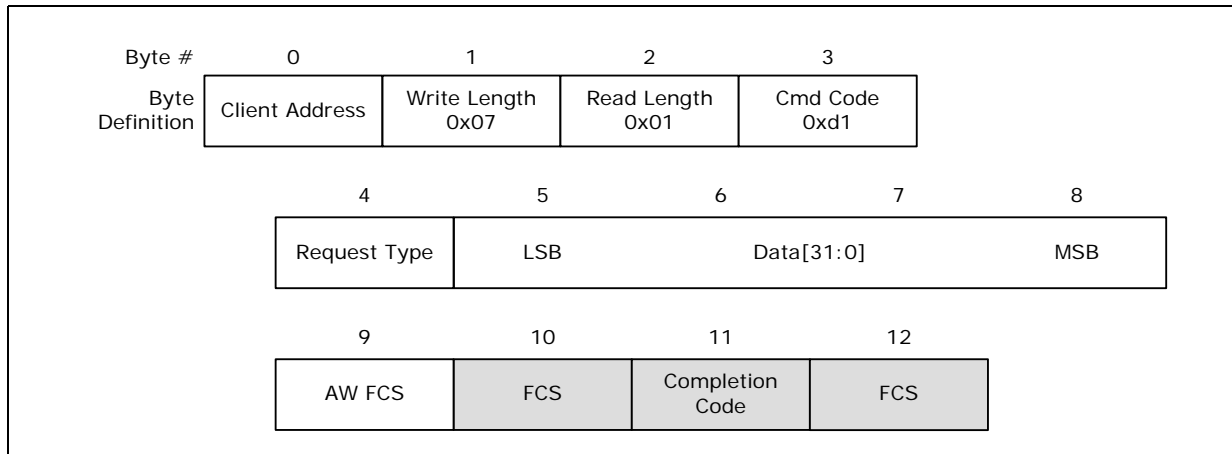 Byte # 0 1 2 3
Byte Definition Client Address Write Length 0x07 Read Length 0x01 Cmd Code 0xd1
4 5 6 7 8
Request Type LSB Data[31:0] MSB
9 10 11 12
AW FCS FCS Completion Code FCS